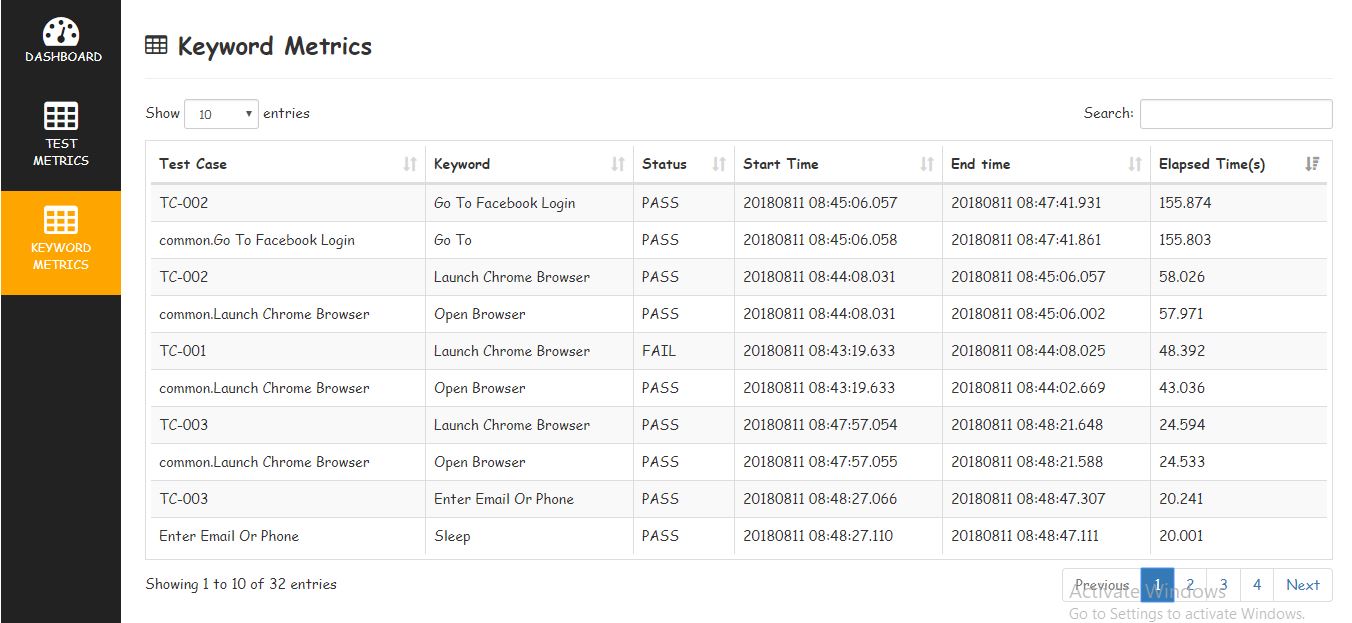 DASHBOARD
TEST
METRICS
KEYWORD
METRICS
Keyword Metrics
Show 10 entries Search:
Test Case Keyword Status Start Time End time Elapsed Time(s)
TC-002 Go To Facebook Login PASS 20180811 08:45:06.057 20180811 08:47:41.931 155.874
common.Go To Facebook Login Go To PASS 20180811 08:45:06.058 20180811 08:47:41.861 155.803
TC-002 Launch Chrome Browser PASS 20180811 08:44:08.031 20180811 08:45:06.057 58.026
common.Launch Chrome Browser Open Browser PASS 20180811 08:44:08.031 20180811 08:45:06.002 57.971
TC-001 Launch Chrome Browser FAIL 20180811 08:43:19.633 20180811 08:44:08.025 48.392
common.Launch Chrome Browser Open Browser PASS 20180811 08:43:19.633 20180811 08:44:02.669 43.036
TC-003 Launch Chrome Browser PASS 20180811 08:47:57.054 20180811 08:48:21.648 24.594
common.Launch Chrome Browser Open Browser PASS 20180811 08:47:57.055 20180811 08:48:21.588 24.533
TC-003 Enter Email Or Phone PASS 20180811 08:48:27.066 20180811 08:48:47.307 20.241
Enter Email Or Phone Sleep PASS 20180811 08:48:27.110 20180811 08:48:47.111 20.001
Showing 1 to 10 of 32 entries Previous 1 2 3 4 Next
Activate Windows
Go to Settings to activate Windows.